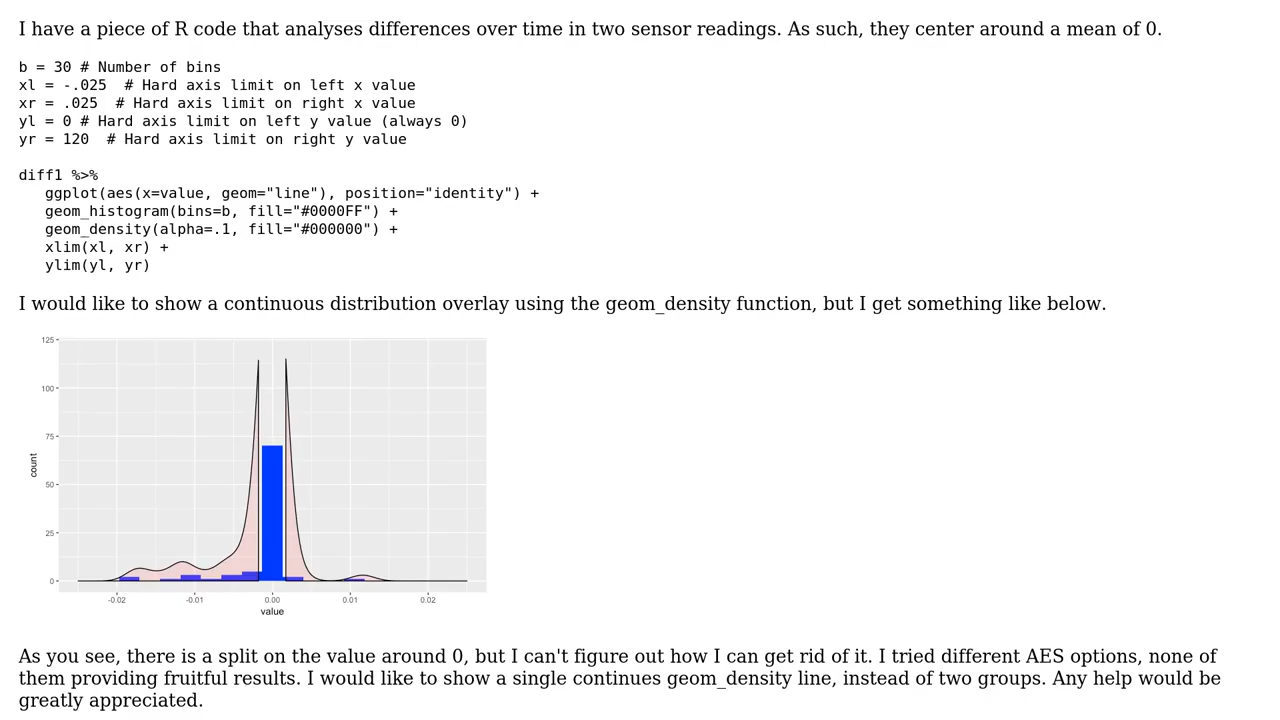 I have a piece of R code that analyses differences over time in two sensor readings. As such, they center around a mean of 0.
b = 30 # Number of bins
xl = -.025  # Hard axis limit on left x value
xr = .025  # Hard axis limit on right x value
yl = 0 # Hard axis limit on left y value (always 0)
yr = 120  # Hard axis limit on right y value
diff1 %>%
   ggplot(aes(x=value, geom="line"), position="identity") +
   geom_histogram(bins=b, fill="#0000FF") +
   geom_density(alpha=.1, fill="#000000") +
   xlim(xl, xr) +
   ylim(yl, yr)
I would like to show a continuous distribution overlay using the geom_density function, but I get something like below.
125
100
75
50
25
0
count
-0.02 -0.01 0.00 0.01 0.02
value
As you see, there is a split on the value around 0, but I can't figure out how I can get rid of it. I tried different AES options, none of
them providing fruitful results. I would like to show a single continues geom_density line, instead of two groups. Any help would be
greatly appreciated.